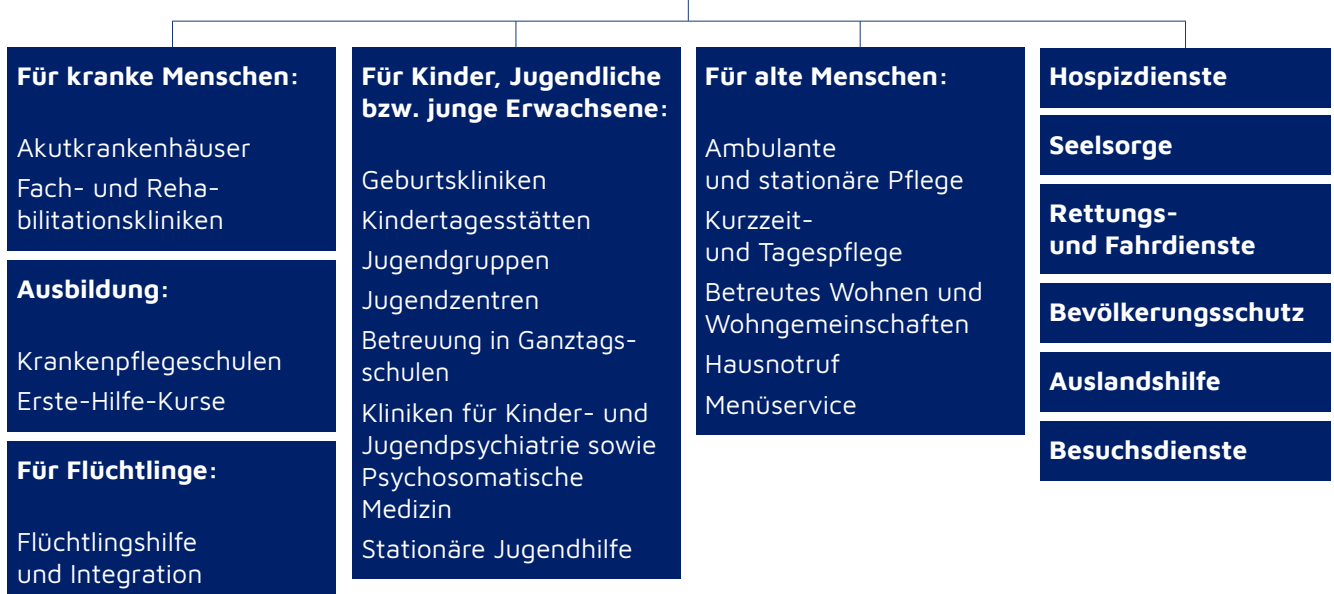 Für kranke Menschen:
Akutkrankenhäuser
Fach- und Reha-
bilitationskliniken
Ausbildung:
Krankenpflegeschulen
Erste-Hilfe-Kurse
Für Flüchtlinge:
Flüchtlingshilfe
und Integration
Für Kinder, Jugendliche
bzw. junge Erwachsene:
Geburtskliniken
Kindertagesstätten
Jugendgruppen
Jugendzentren
Betreuung in Ganztags-
schulen
Kliniken für Kinder- und
Jugendpsychiatrie sowie
Psychosomatische
Medizin
Stationäre Jugendhilfe
Für alte Menschen:
Ambulante
und stationäre Pflege
Kurzzeit-
und Tagespflege
Betreutes Wohnen und
Wohngemeinschaften
Hausnotruf
Menüservice
Hospizdienste
Seelsorge
Rettungs-
und Fahrdienste
Bevölkerungsschutz
Auslandshilfe
Besuchsdienste